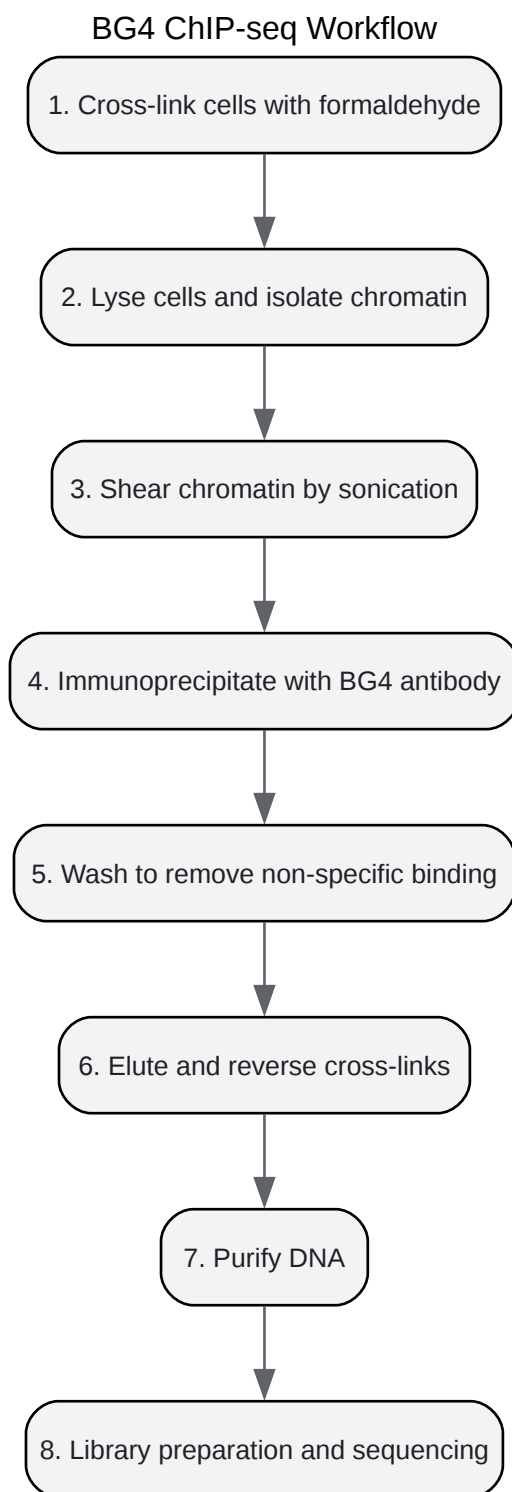 BG4 ChIP-seq Workflow
1. Cross-link cells with formaldehyde
2. Lyse cells and isolate chromatin
3. Shear chromatin by sonication
4. Immunoprecipitate with BG4 antibody
5. Wash to remove non-specific binding
6. Elute and reverse cross-links
7. Purify DNA
8. Library preparation and sequencing